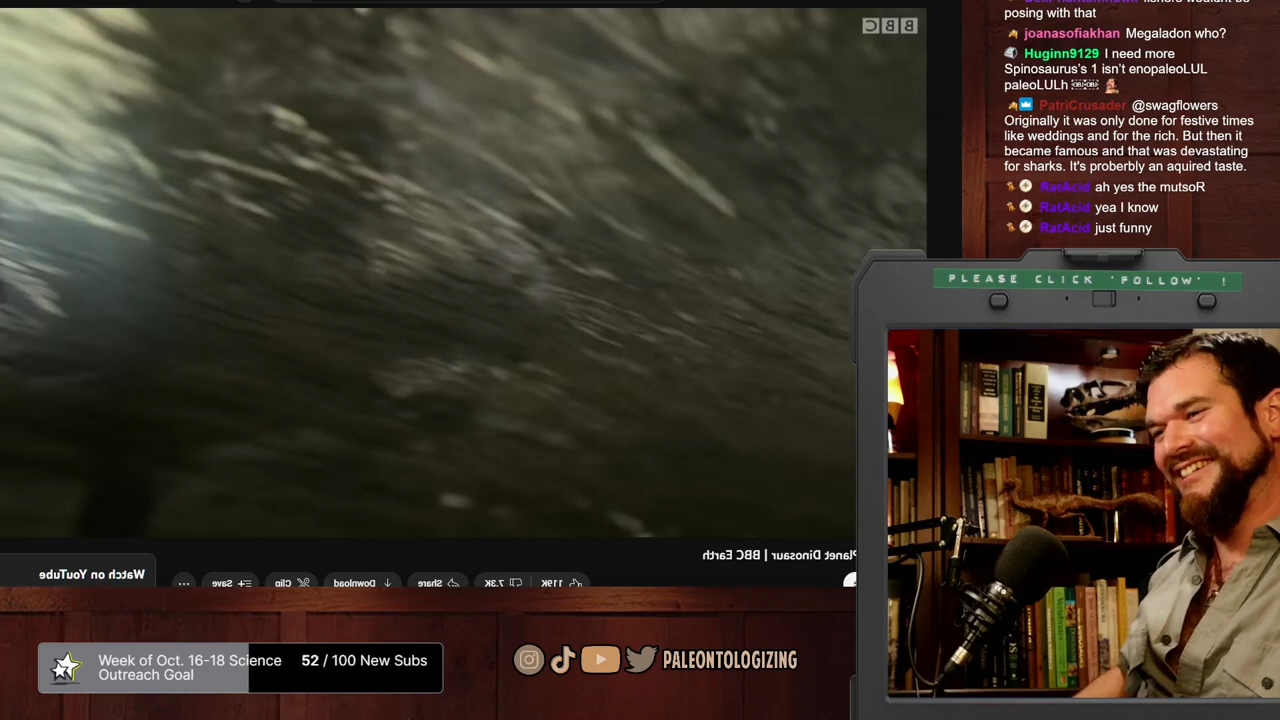 BBC
posing with that
joanasofiakhan Megaladon who?
Huginn9129 I need more
Spinosaurus's 1 isn't enopaleoLUL
paleoLULh
PatriCrusader @swagflowers
Originally it was only done for festive times
like weddings and for the rich. But then it
became famous and that was devastating
for sharks. It's proberbly an aquired taste.
RatAcid ah yes the mutsoR
RatAcid yea I know
RatAcid just funny
PLEASE CLICK "FOLLOW" !
Planet Dinosaur | BBC Earth
119K 7.3K Share Download Clip Save ...
Watch on YouTube
Week of Oct. 16-18 Science
Outreach Goal
52 / 100 New Subs
PALEONTOLOGIZING